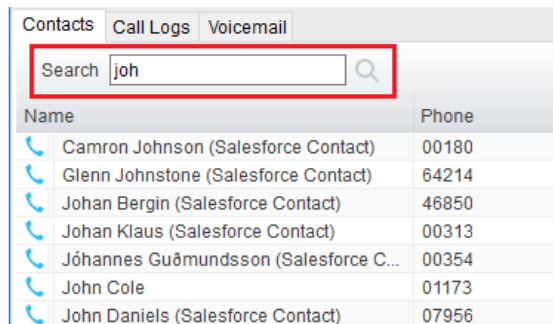 Contacts Call Logs Voicemail
Search joh
Name Phone
Camron Johnson (Salesforce Contact) 00180
Glenn Johnstone (Salesforce Contact) 64214
Johan Bergin (Salesforce Contact) 46850
Johan Klaus (Salesforce Contact) 00313
Jóhannes Guðmundsson (Salesforce C... 00354
John Cole 01173
John Daniels (Salesforce Contact) 07956